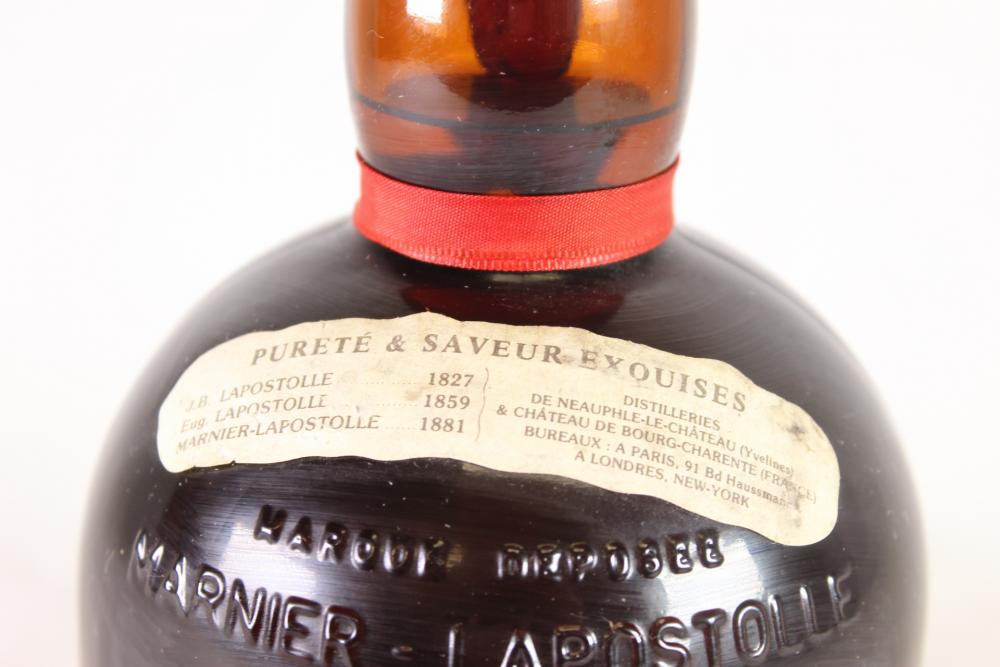 PURETÉ & SAVEUR EXQUISES
J.B. LAPOSTOLLE ........... 1827
Eug. LAPOSTOLLE ........... 1859
MARNIER-LAPOSTOLLE ..... 1881
DISTILLERIES
DE NEAUPHLE-LE-CHÂTEAU (Yvelines)
& CHÂTEAU DE BOURG-CHARENTE (FRANCE)
BUREAUX : A PARIS, 91 Bd Haussmann
A LONDRES, NEW-YORK
MARQUE DEPOSEE
MARNIER - LAPOSTOLLE